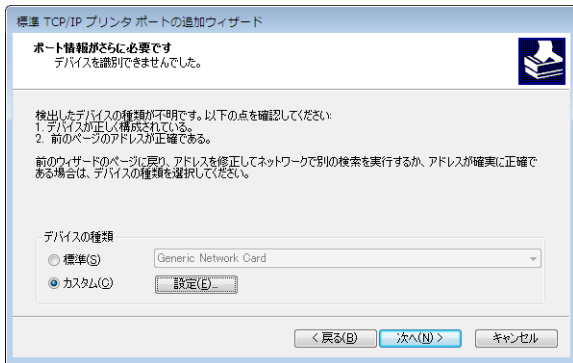 標準 TCP/IP プリンタ ポートの追加ウィザード
ポート情報がさらに必要です
デバイスを識別できませんでした。
検出したデバイスの種類が不明です。以下の点を確認してください:
1. デバイスが正しく構成されている。
2. 前のページのアドレスが正確である。
前のウィザードのページに戻り、アドレスを修正してネットワークで別の検索を実行するか、アドレスが確実に正確で
ある場合は、デバイスの種類を選択してください。
デバイスの種類
標準(S) Generic Network Card
カスタム(C) 設定(E)...
< 戻る(B) 次へ(N) > キャンセル